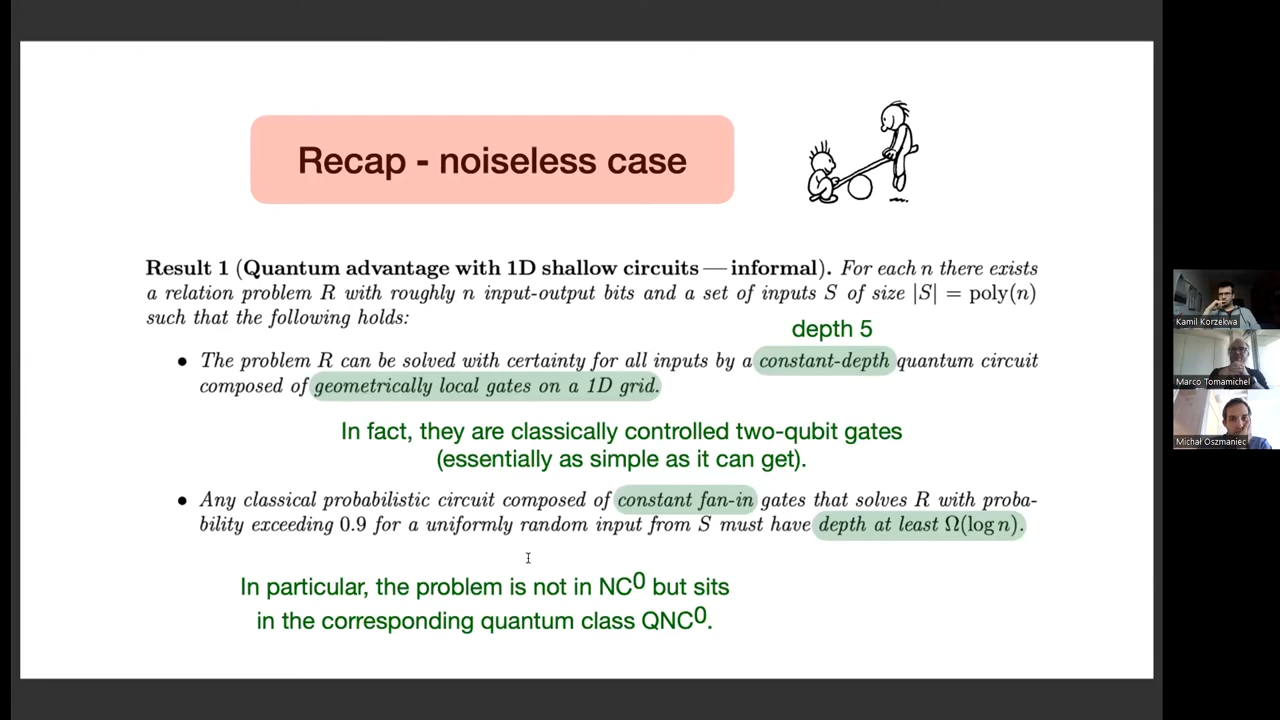 Recap - noiseless case
Result 1 (Quantum advantage with 1D shallow circuits — informal). For each n there exists
a relation problem R with roughly n input-output bits and a set of inputs S of size |S| = poly(n)
such that the following holds:
depth 5
• The problem R can be solved with certainty for all inputs by a constant-depth quantum circuit
composed of geometrically local gates on a 1D grid.
In fact, they are classically controlled two-qubit gates
(essentially as simple as it can get).
• Any classical probabilistic circuit composed of constant fan-in gates that solves R with proba-
bility exceeding 0.9 for a uniformly random input from S must have depth at least Ω(log n).
In particular, the problem is not in NC⁰ but sits
in the corresponding quantum class QNC⁰.
Kamil Korzekwa
Marco Tomamichel
Michał Oszmaniec